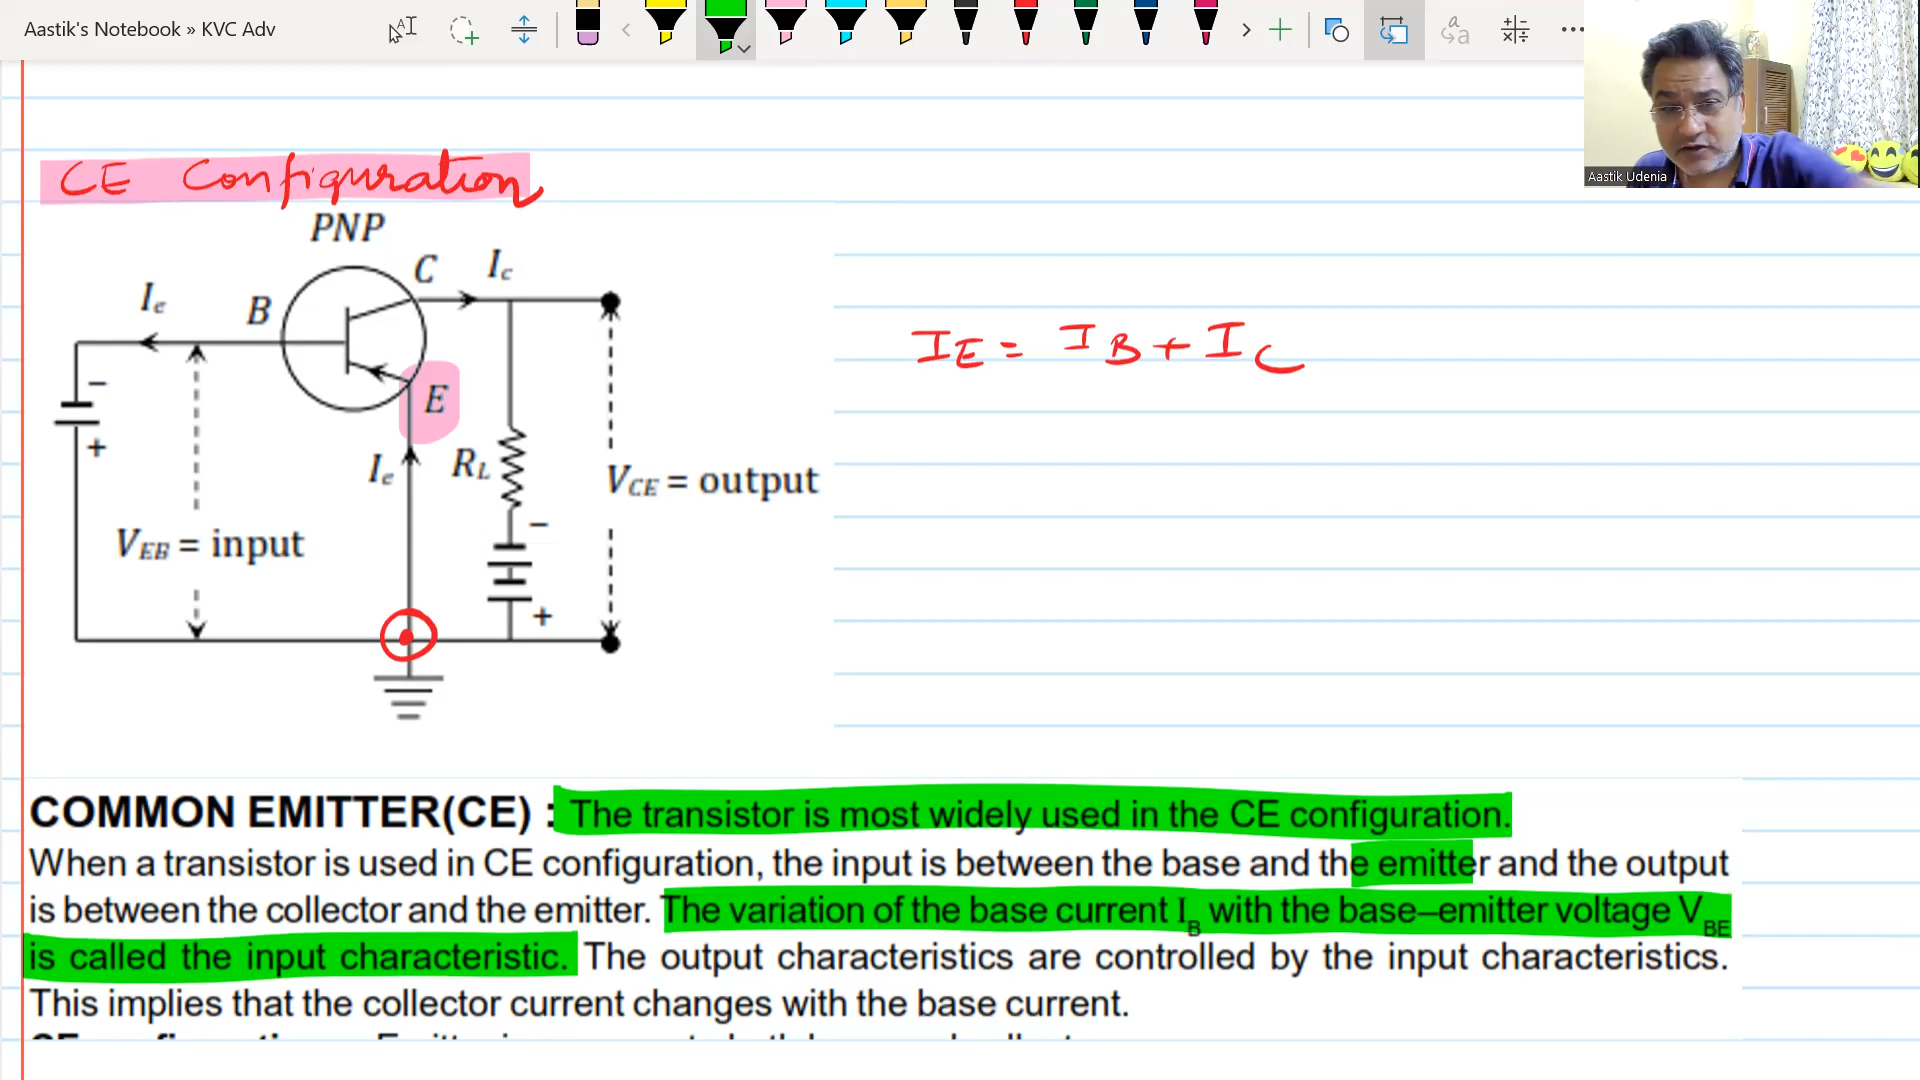 Aastik's Notebook » KVC Adv
Aastik Udenia
CE Configuration
PNP
C
Ic
Ie
B
E
Ie
RL
VCE = output
VEB = input
−
+
−
+
IE = IB + IC
COMMON EMITTER(CE) : The transistor is most widely used in the CE configuration.
When a transistor is used in CE configuration, the input is between the base and the emitter and the output
is between the collector and the emitter. The variation of the base current IB with the base–emitter voltage VBE
is called the input characteristic. The output characteristics are controlled by the input characteristics.
This implies that the collector current changes with the base current.